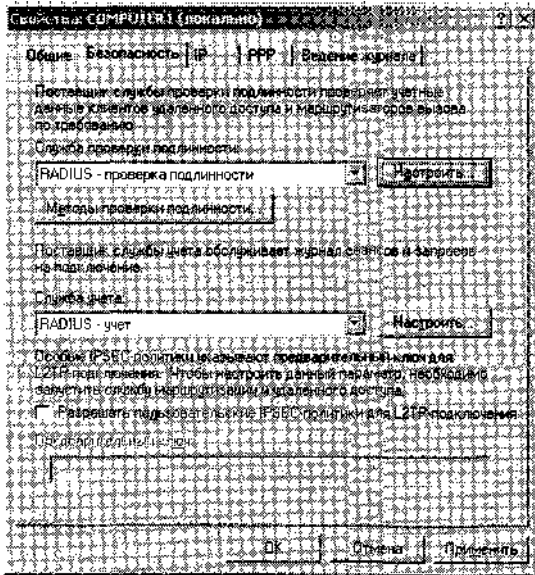 Свойства: COMPUTER1 (локально)
Общие Безопасность IP PPP Ведение журнала
Поставщик службы проверки подлинности проверяет учетные
данные клиентов удаленного доступа и маршрутизаторов вызова
по требованию.
Служба проверки подлинности:
RADIUS - проверка подлинности Настроить...
Методы проверки подлинности...
Поставщик службы учета обслуживает журнал сеансов и запросов
на подключение.
Служба учета:
RADIUS - учет Настроить...
Особые IPSEC политики указывают предварительный ключ для
L2TP-подключения. Чтобы настроить данный параметр, необходимо
запустить службу маршрутизации и удаленного доступа.
Разрешать пользовательские IPSEC-политики для L2TP-подключения
Предварительный ключ:
OK Отмена Применить